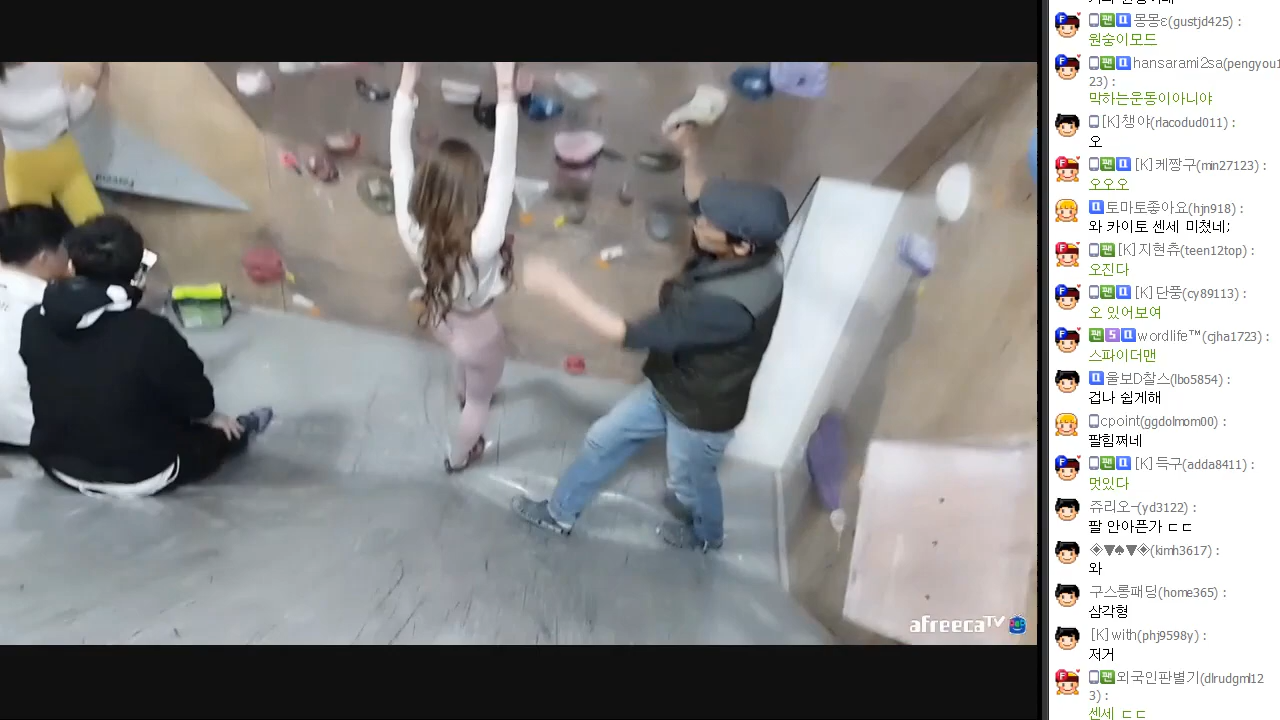 몽몽ε(gustjd425) :
원숭이모드
hansarami2sa(pengyou1
23) :
막하는운동이아니야
[K]챙야(rlacodud011) :
오
[K]케짱구(min27123) :
오오오
토마토좋아요(hjn918) :
와 카이토 센세 미쳤네;
[K] 지현츄(teen12top) :
오진다
[K] 단풍(cy89113) :
오 있어보여
wordlife™(cjha1723) :
스파이더맨
울보D찰스(lbo5854) :
겁나 쉽게해
cpoint(ggdolmom00) :
팔힘쩌네
[K] 득구(adda8411) :
멋있다
쥬리오-(yd3122) :
팔 안아픈가 ㄷㄷ
◈▼♠▼◈(kimh3617) :
와
구스롱패딩(home365) :
삼각형
[K] with(phj9598y) :
저거
외국인판별기(dlrudgml12
3) :
센세 ㄷㄷ
afreecaTV